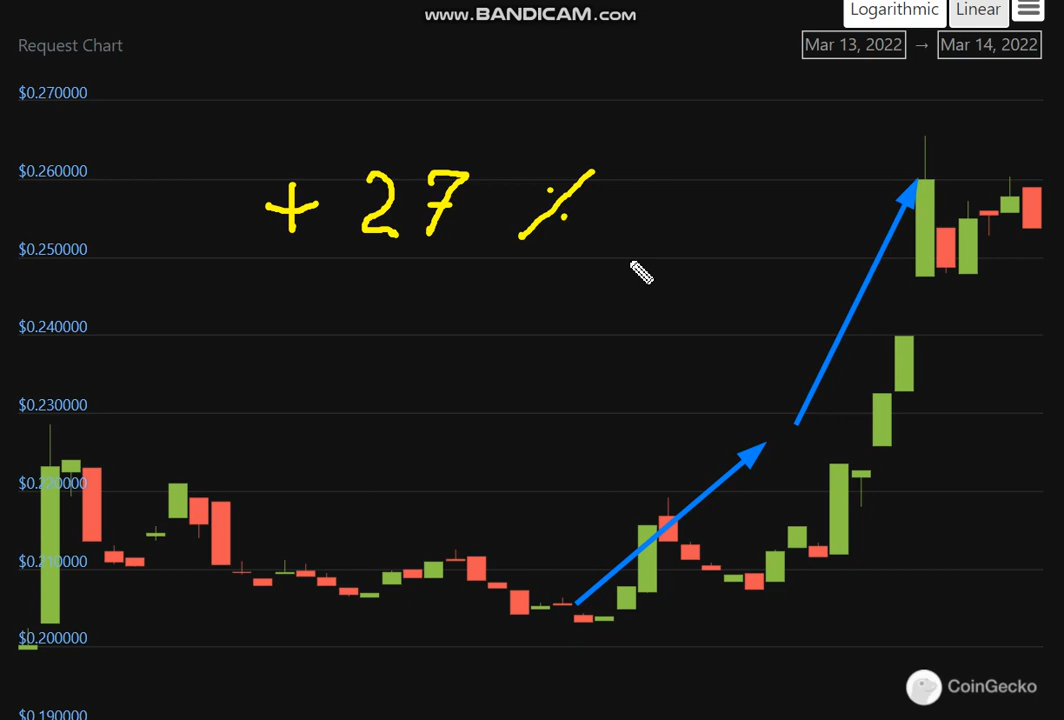 www.BANDICAM.com
Logarithmic Linear
Request Chart
Mar 13, 2022 → Mar 14, 2022
$0.270000
$0.260000
+ 27 %
$0.250000
$0.240000
$0.230000
$0.220000
$0.210000
$0.200000
CoinGecko
$0.190000